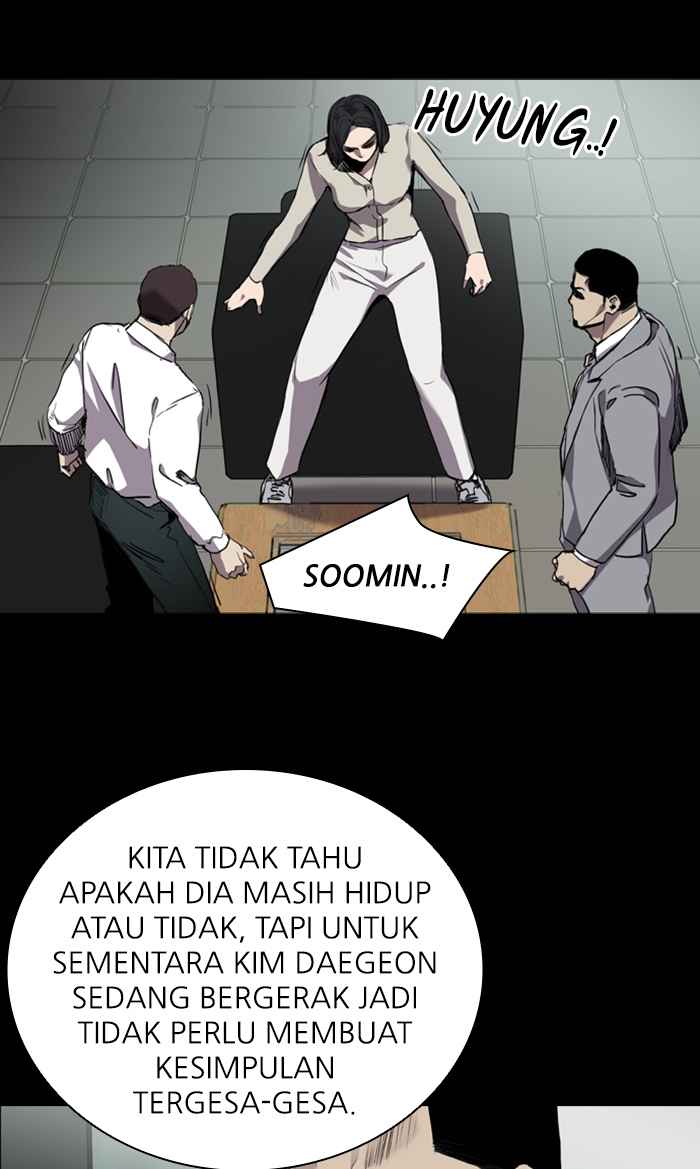 HUYUNG..!
SOOMIN..!
KITA TIDAK TAHU
APAKAH DIA MASIH HIDUP
ATAU TIDAK, TAPI UNTUK
SEMENTARA KIM DAEGEON
SEDANG BERGERAK JADI
TIDAK PERLU MEMBUAT
KESIMPULAN
TERGESA-GESA.